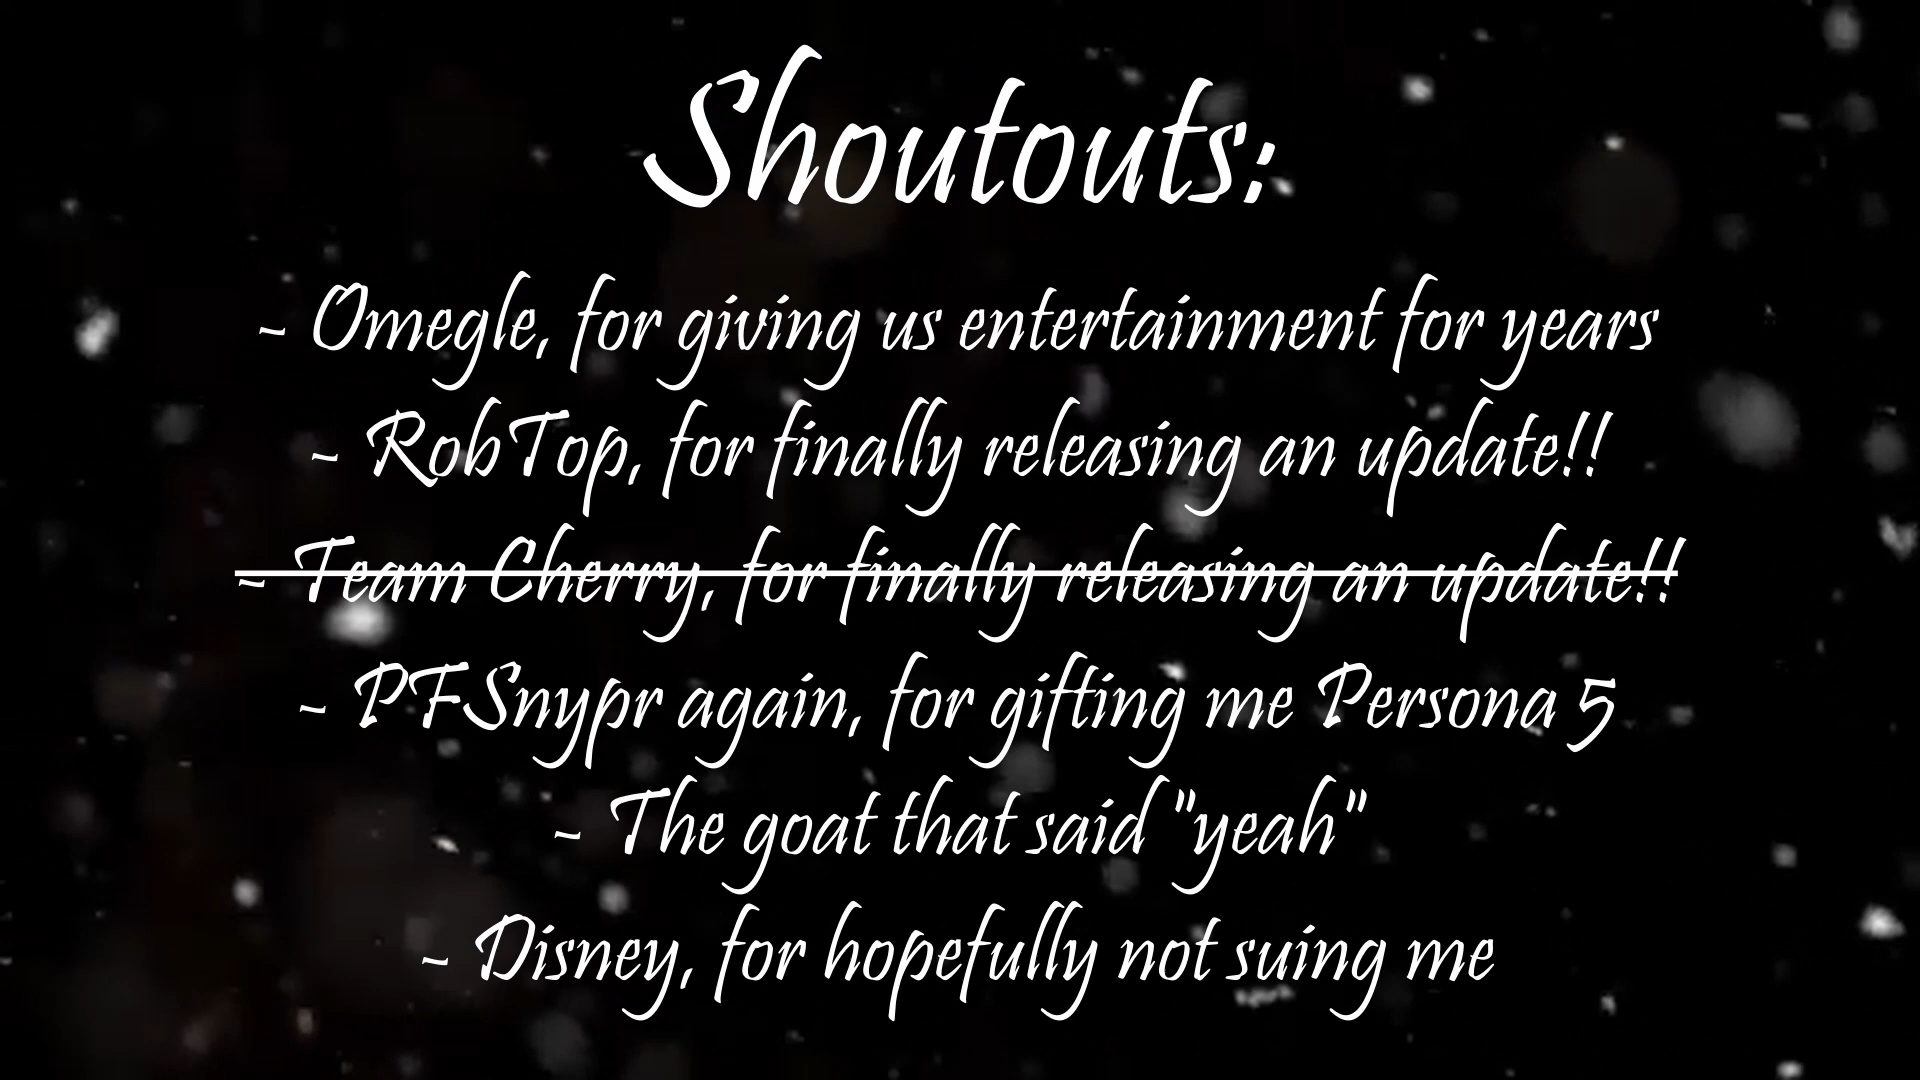 Shoutouts:
- Omegle, for giving us entertainment for years
- RobTop, for finally releasing an update!!
- Team Cherry, for finally releasing an update!!
- PFSnypr again, for gifting me Persona 5
- The goat that said "yeah"
- Disney, for hopefully not suing me